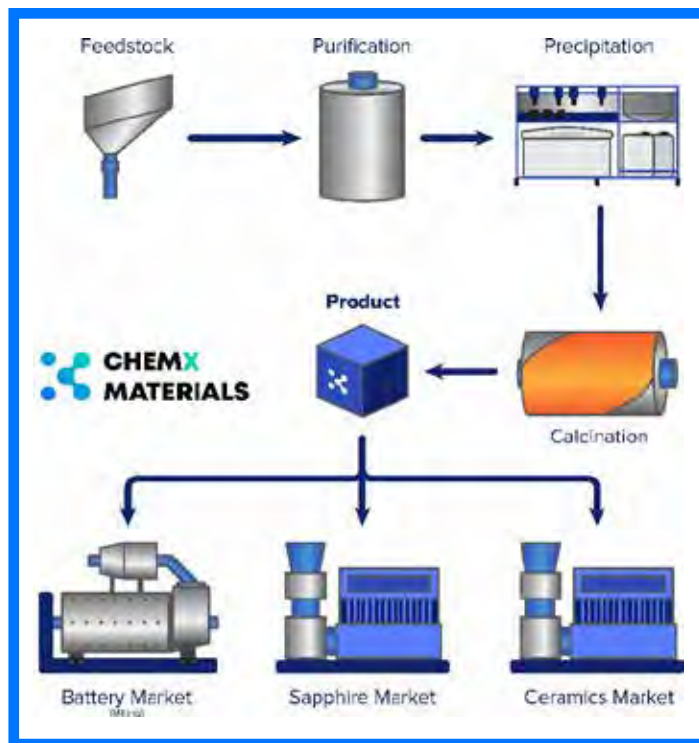 Feedstock
Purification
Precipitation
Product
CHEMX
MATERIALS
Calcination
Battery Market
Sapphire Market
Ceramics Market